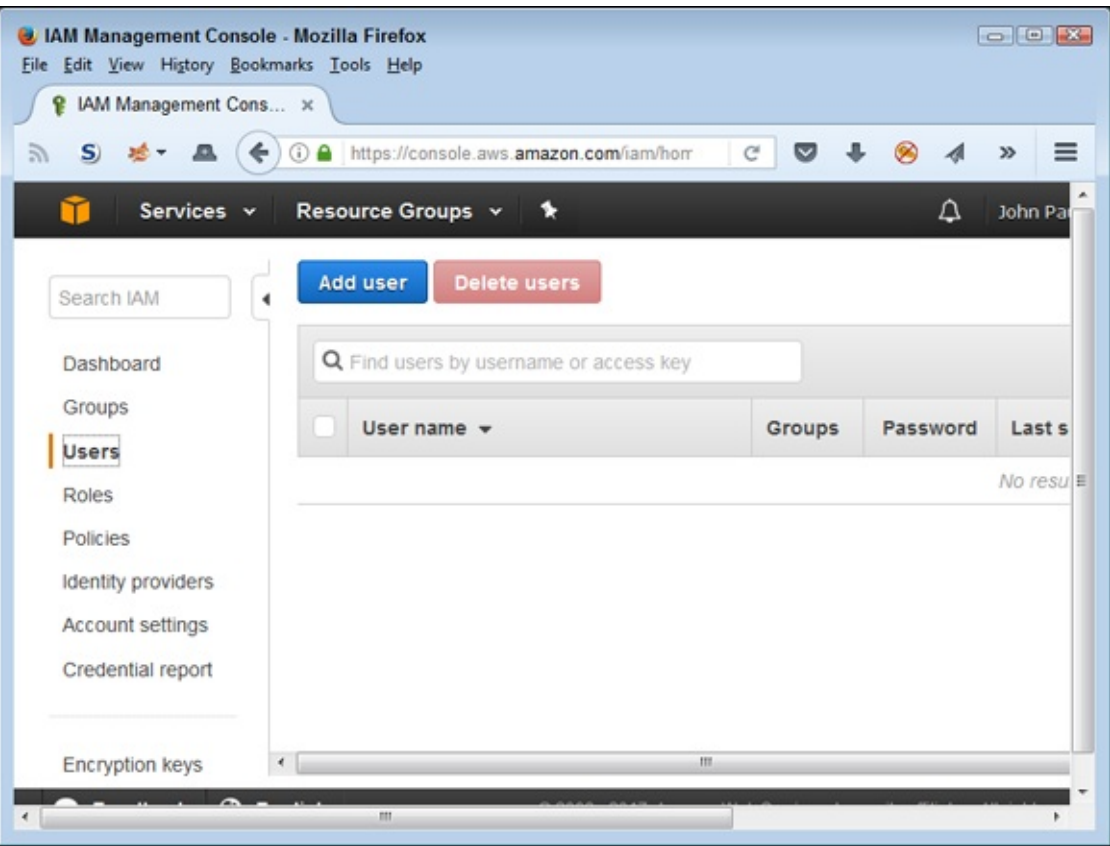 IAM Management Console - Mozilla Firefox
File Edit View History Bookmarks Tools Help
IAM Management Cons... ×
S https://console.aws.amazon.com/iam/hom
Services Resource Groups John Pau
Search IAM
Add user Delete users
Find users by username or access key
User name Groups Password Last s
No resu
Dashboard
Groups
Users
Roles
Policies
Identity providers
Account settings
Credential report
Encryption keys